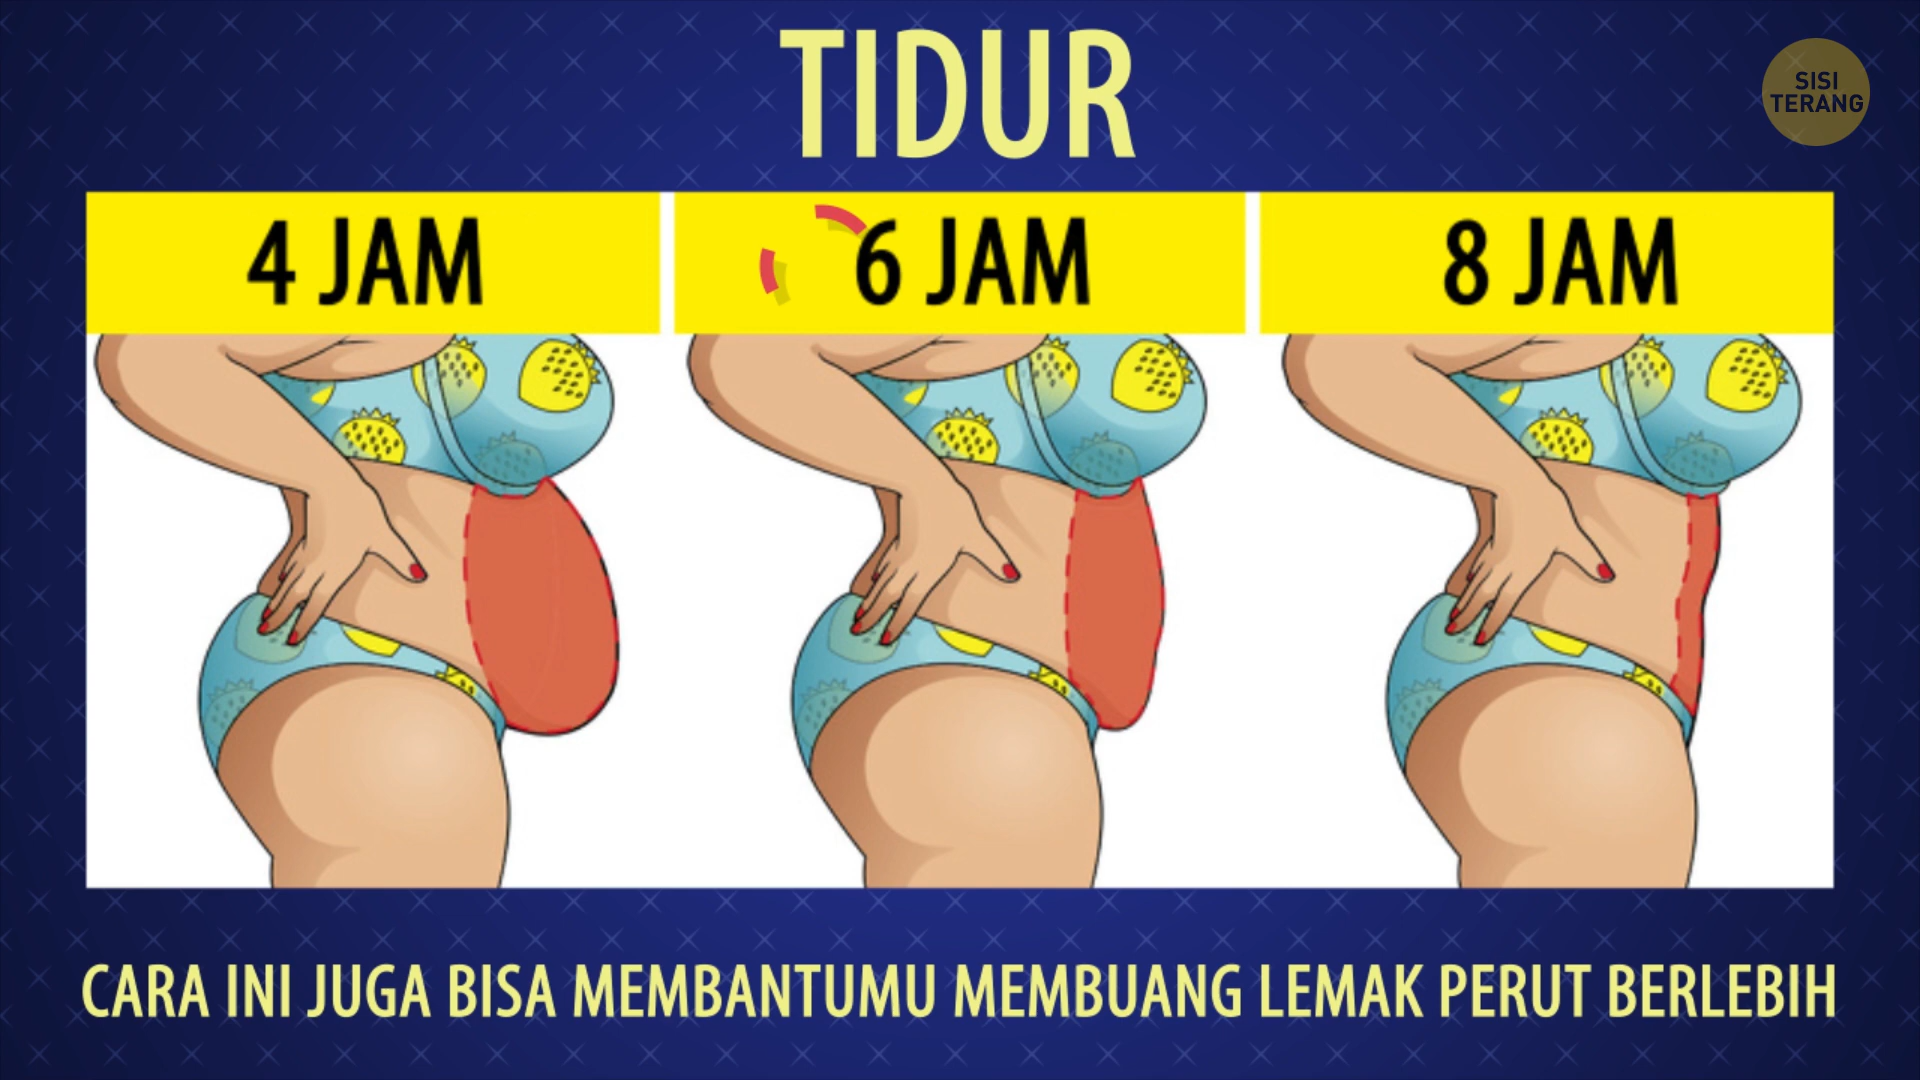 TIDUR
SISI
TERANG
4 JAM
6 JAM
8 JAM
CARA INI JUGA BISA MEMBANTUMU MEMBUANG LEMAK PERUT BERLEBIH